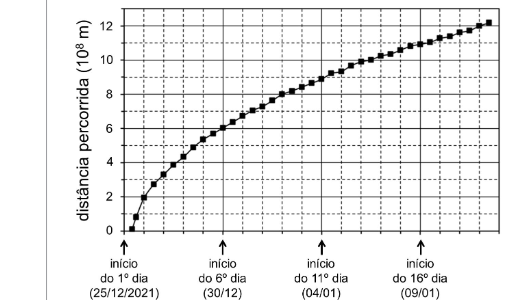 distância percorrida (10⁸ m)
12
10
8
6
4
2
0
início
do 1º dia
(25/12/2021)
início
do 6º dia
(30/12)
início
do 11º dia
(04/01)
início
do 16º dia
(09/01)